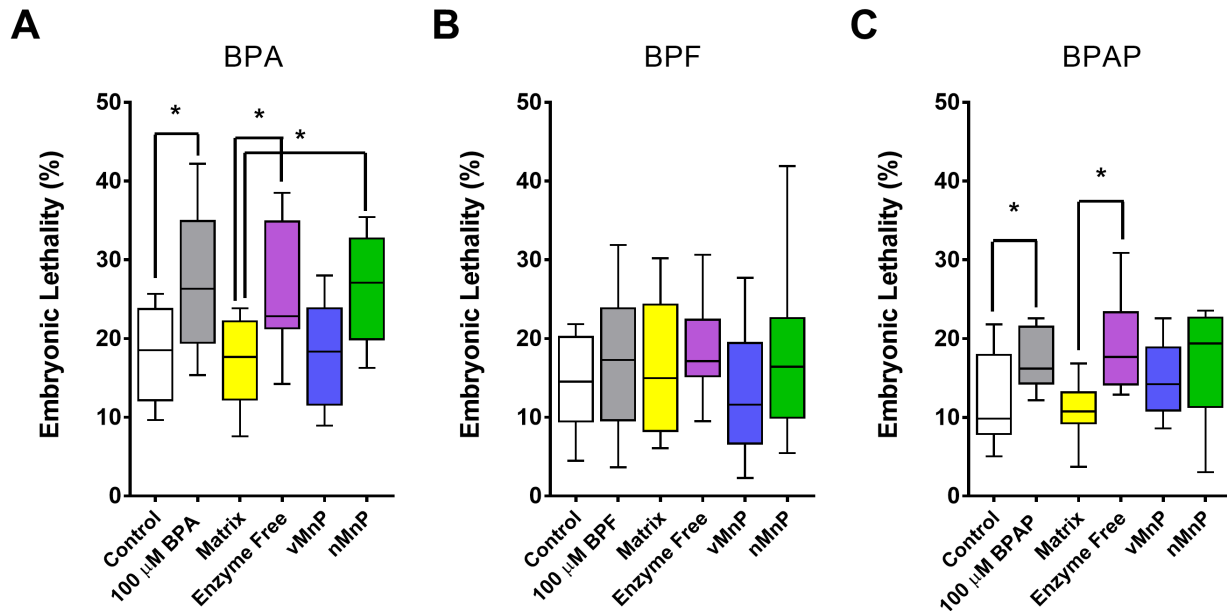 A
BPA
Embryonic Lethality (%)
50
40
30
20
10
0
*
*
*
Control
100 µM BPA
Matrix
Enzyme Free
vMnP
nMnP
B
BPF
Embryonic Lethality (%)
50
40
30
20
10
0
Control
100 µM BPF
Matrix
Enzyme Free
vMnP
nMnP
C
BPAP
Embryonic Lethality (%)
50
40
30
20
10
0
*
*
Control
100 µM BPAP
Matrix
Enzyme Free
vMnP
nMnP